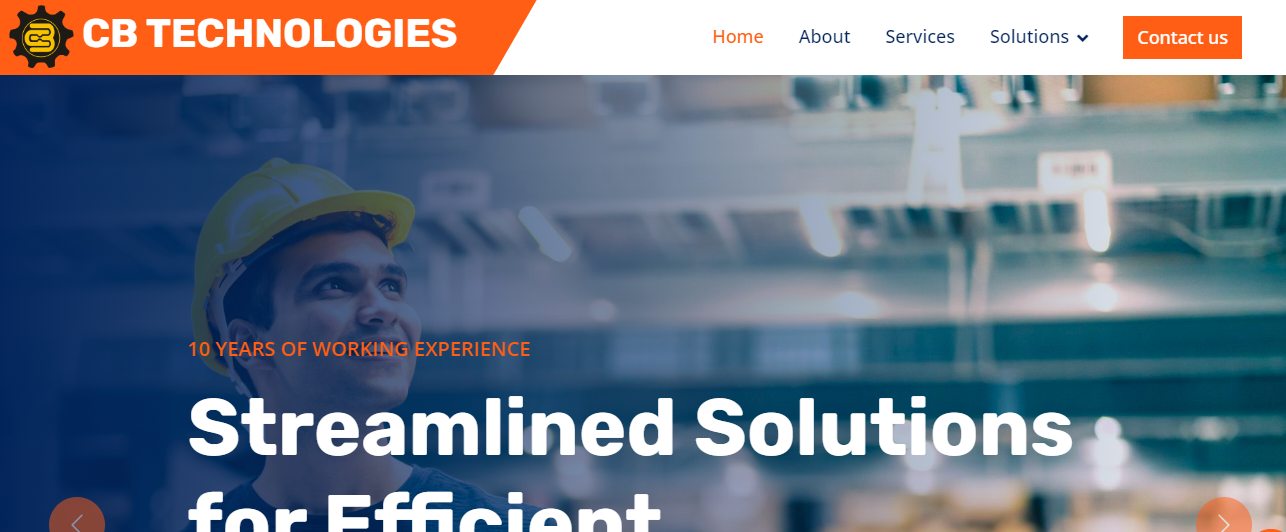 CB TECHNOLOGIES
Home About Services Solutions Contact us
10 YEARS OF WORKING EXPERIENCE
Streamlined Solutions
for Efficient